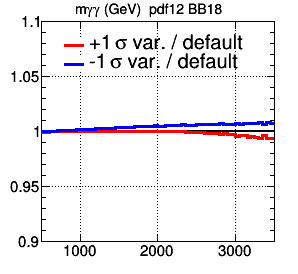 mγγ (GeV) pdf12 BB18
1.1
+1 σ var. / default
-1 σ var. / default
1.05
1
0.95
0.9
1000 2000 3000